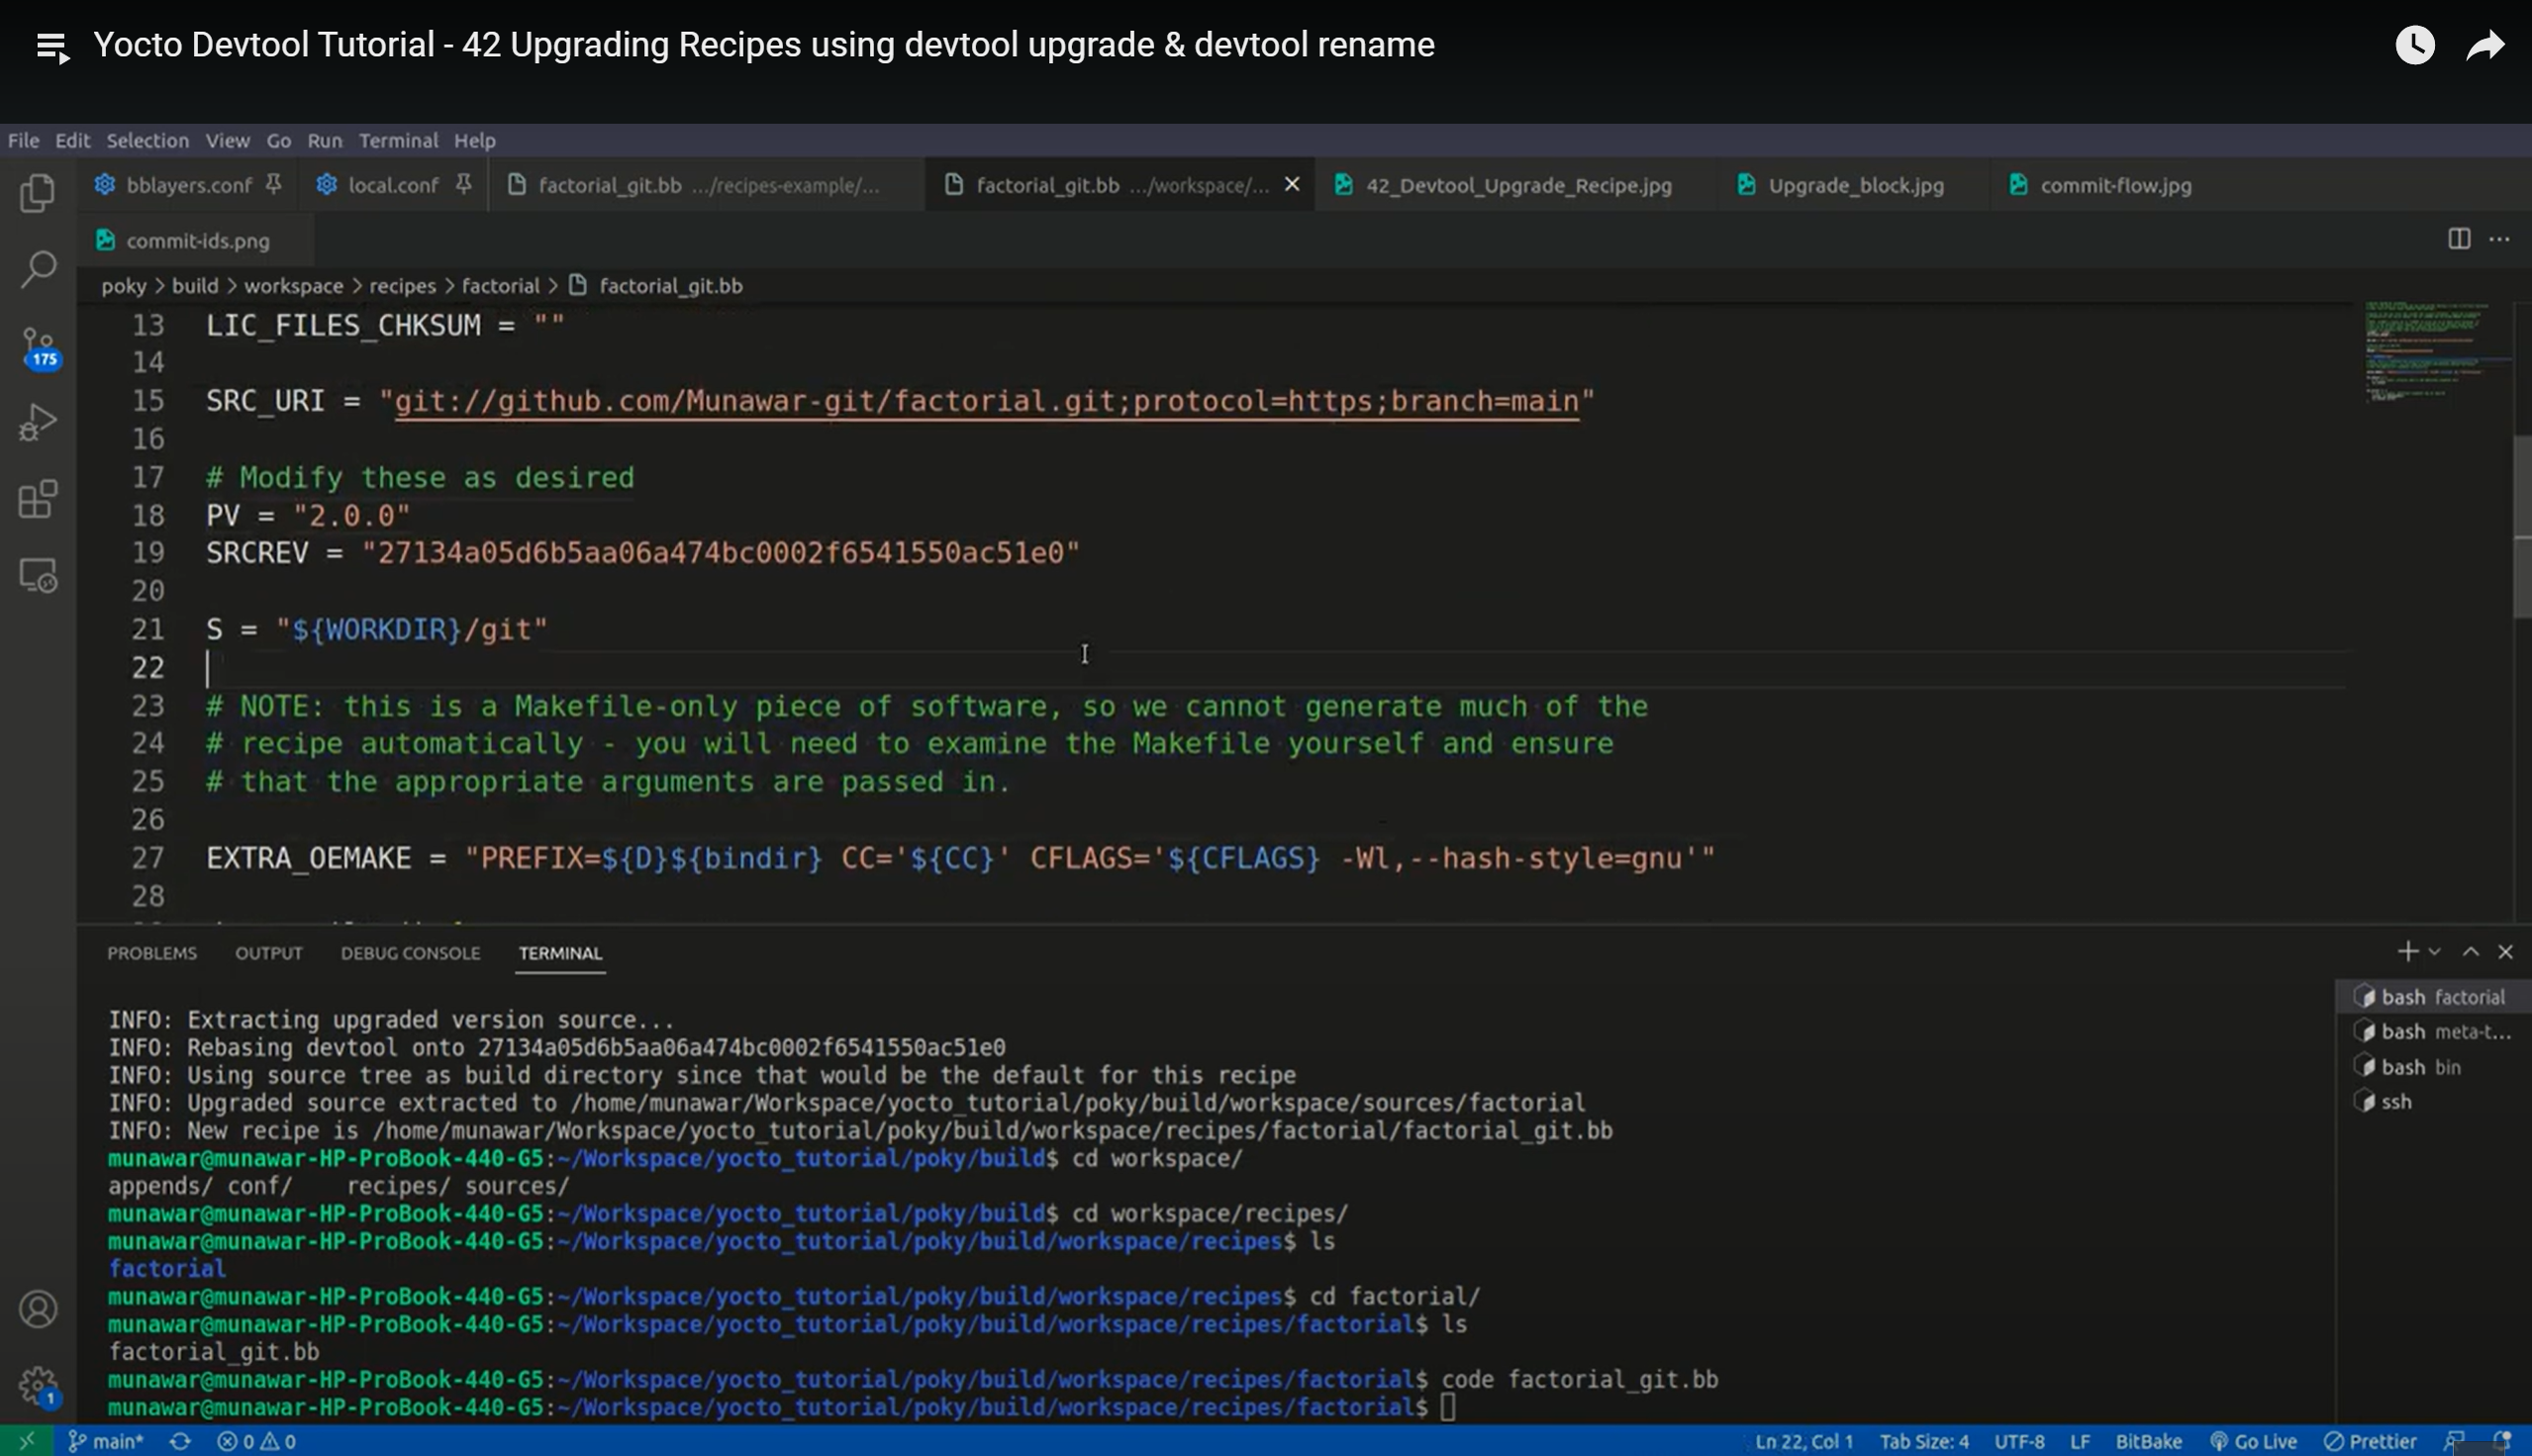 Yocto Devtool Tutorial - 42 Upgrading Recipes using devtool upgrade & devtool rename
File Edit Selection View Go Run Terminal Help
bblayers.conf local.conf factorial_git.bb .../recipes-example/... factorial_git.bb .../workspace/... 42_Devtool_Upgrade_Recipe.jpg Upgrade_block.jpg commit-flow.jpg
commit-ids.png
poky > build > workspace > recipes > factorial > factorial_git.bb
13 LIC_FILES_CHKSUM = ""
14
15 SRC_URI = "git://github.com/Munawar-git/factorial.git;protocol=https;branch=main"
16
17 # Modify these as desired
18 PV = "2.0.0"
19 SRCREV = "27134a05d6b5aa06a474bc0002f6541550ac51e0"
20
21 S = "${WORKDIR}/git"
22
23 # NOTE: this is a Makefile-only piece of software, so we cannot generate much of the
24 # recipe automatically - you will need to examine the Makefile yourself and ensure
25 # that the appropriate arguments are passed in.
26
27 EXTRA_OEMAKE = "PREFIX=${D}${bindir} CC='${CC}' CFLAGS='${CFLAGS} -Wl,--hash-style=gnu'"
28
175
PROBLEMS OUTPUT DEBUG CONSOLE TERMINAL
INFO: Extracting upgraded version source...
INFO: Rebasing devtool onto 27134a05d6b5aa06a474bc0002f6541550ac51e0
INFO: Using source tree as build directory since that would be the default for this recipe
INFO: Upgraded source extracted to /home/munawar/Workspace/yocto_tutorial/poky/build/workspace/sources/factorial
INFO: New recipe is /home/munawar/Workspace/yocto_tutorial/poky/build/workspace/recipes/factorial/factorial_git.bb
munawar@munawar-HP-ProBook-440-G5:~/Workspace/yocto_tutorial/poky/build$ cd workspace/
appends/ conf/ recipes/ sources/
munawar@munawar-HP-ProBook-440-G5:~/Workspace/yocto_tutorial/poky/build$ cd workspace/recipes/
munawar@munawar-HP-ProBook-440-G5:~/Workspace/yocto_tutorial/poky/build/workspace/recipes$ ls
factorial
munawar@munawar-HP-ProBook-440-G5:~/Workspace/yocto_tutorial/poky/build/workspace/recipes$ cd factorial/
munawar@munawar-HP-ProBook-440-G5:~/Workspace/yocto_tutorial/poky/build/workspace/recipes/factorial$ ls
factorial_git.bb
munawar@munawar-HP-ProBook-440-G5:~/Workspace/yocto_tutorial/poky/build/workspace/recipes/factorial$ code factorial_git.bb
munawar@munawar-HP-ProBook-440-G5:~/Workspace/yocto_tutorial/poky/build/workspace/recipes/factorial$
bash factorial
bash meta-t...
bash bin
ssh
1
main* 0 0 Ln 22, Col 1 Tab Size: 4 UTF-8 LF BitBake Go Live Prettier